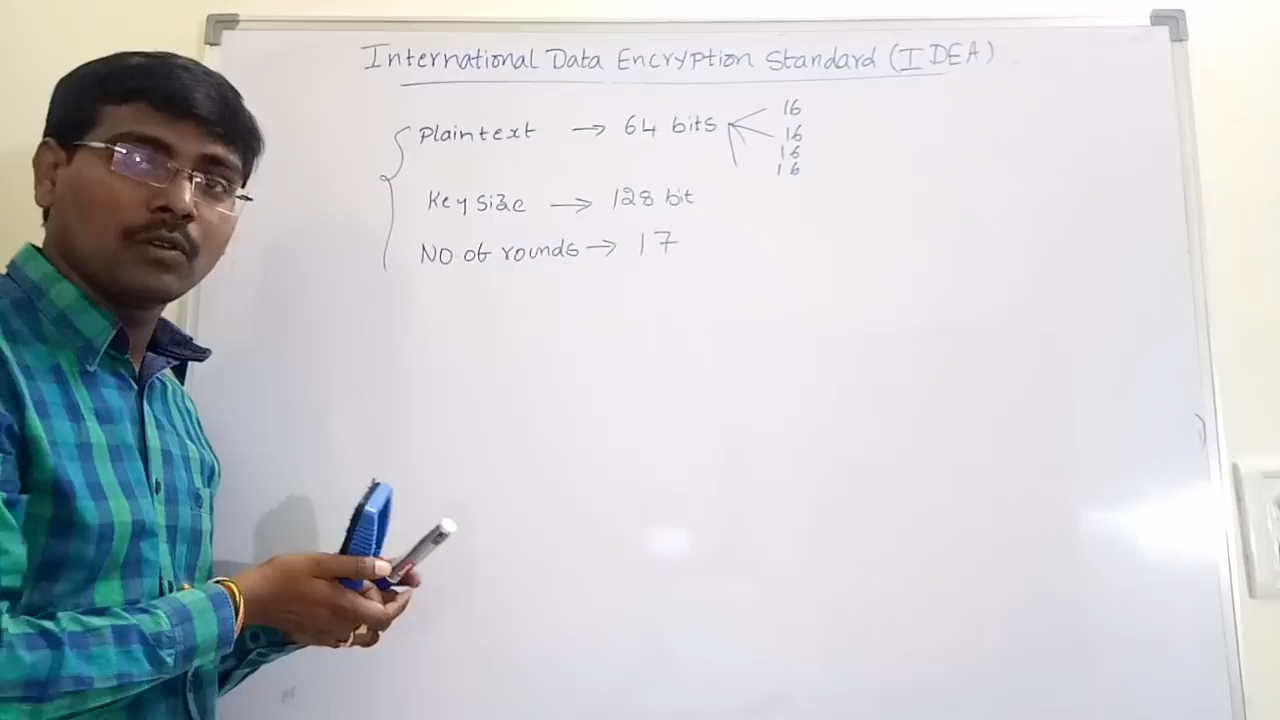 International Data Encryption Standard (IDEA)
Plaintext → 64 bits
16
16
16
16
Key size → 128 bit
No. of rounds → 17